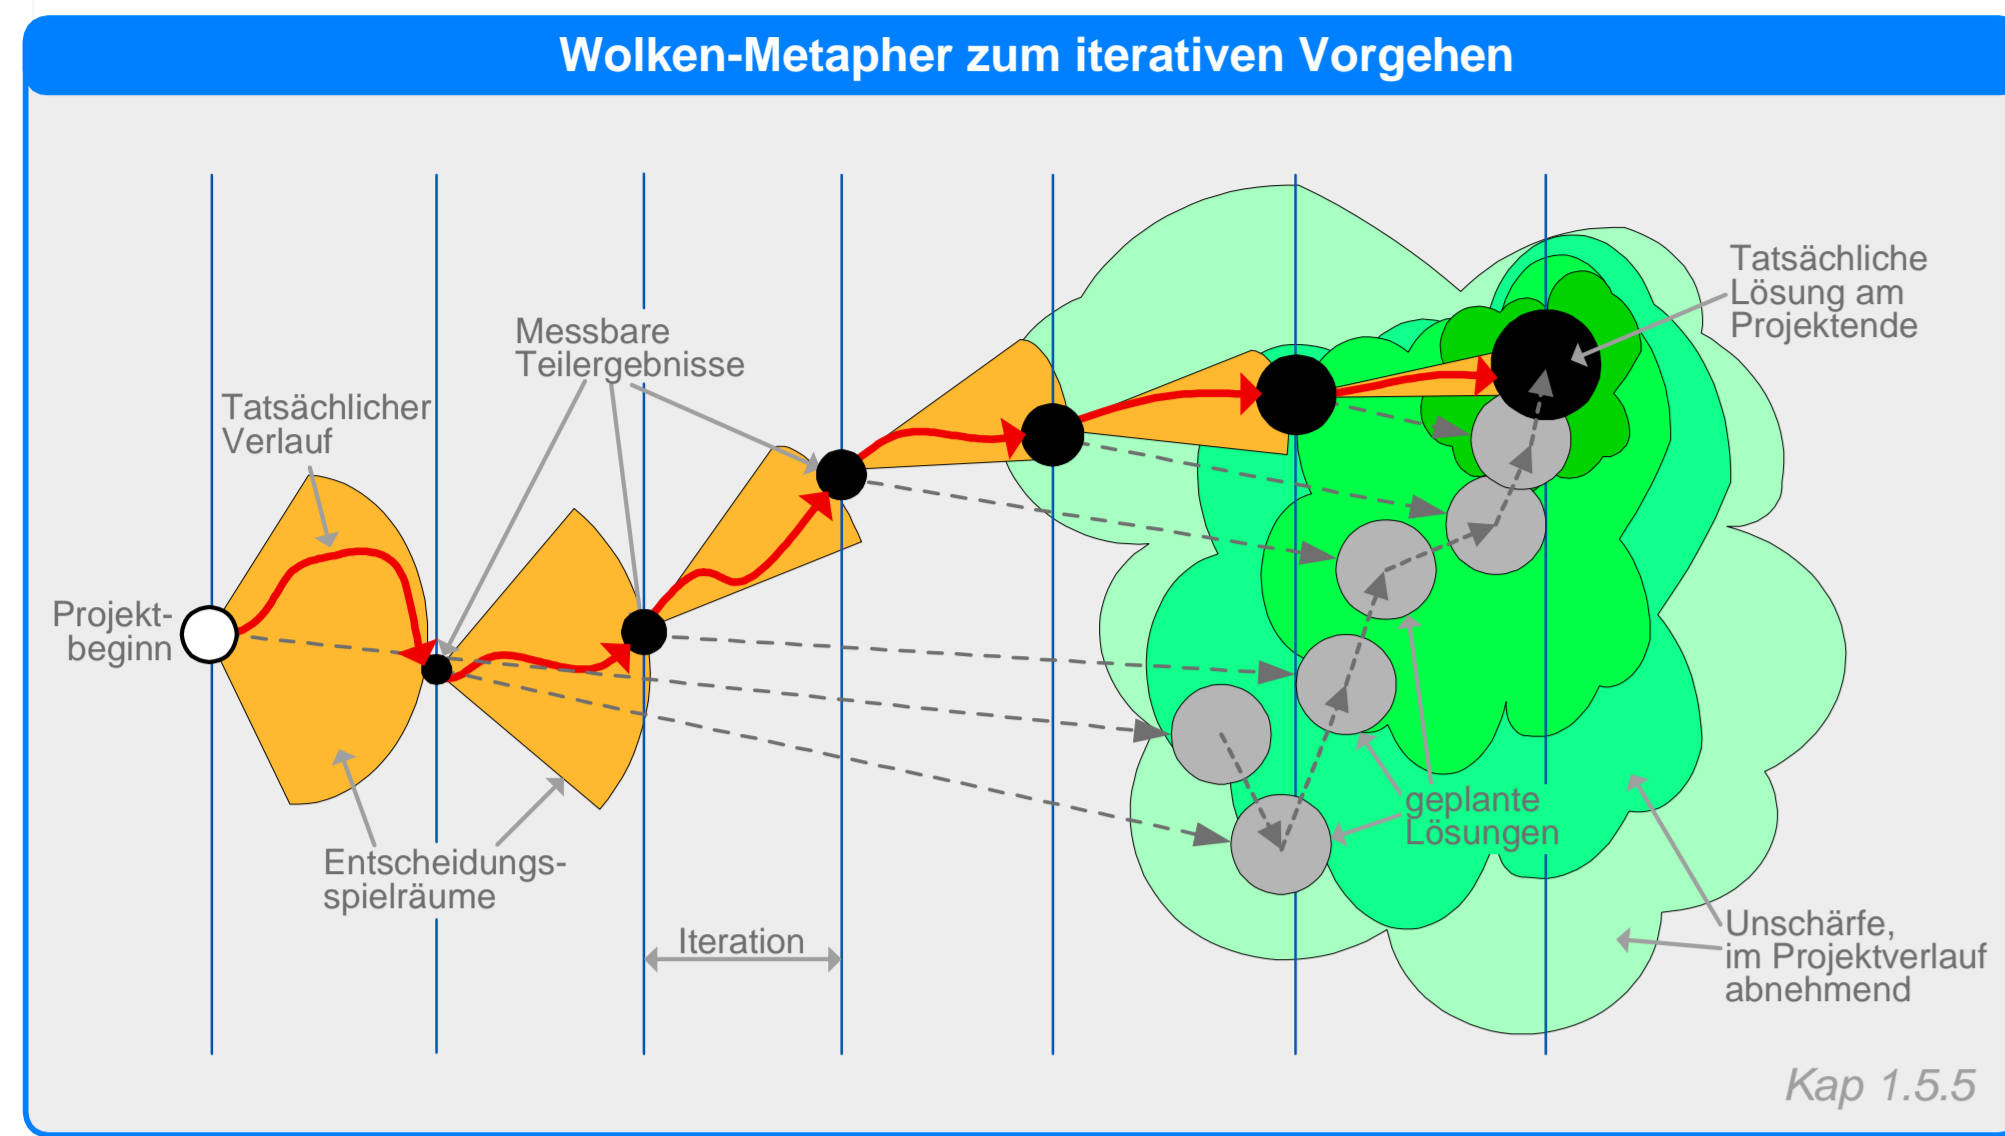 Wolken-Metapher zum iterativen Vorgehen
Tatsächliche
Lösung am
Projektende
Messbare
Teilergebnisse
Tatsächlicher
Verlauf
Projekt-
beginn
geplante
Lösungen
Entscheidungs-
spielräume
Iteration
Unschärfe,
im Projektverlauf
abnehmend
Kap 1.5.5